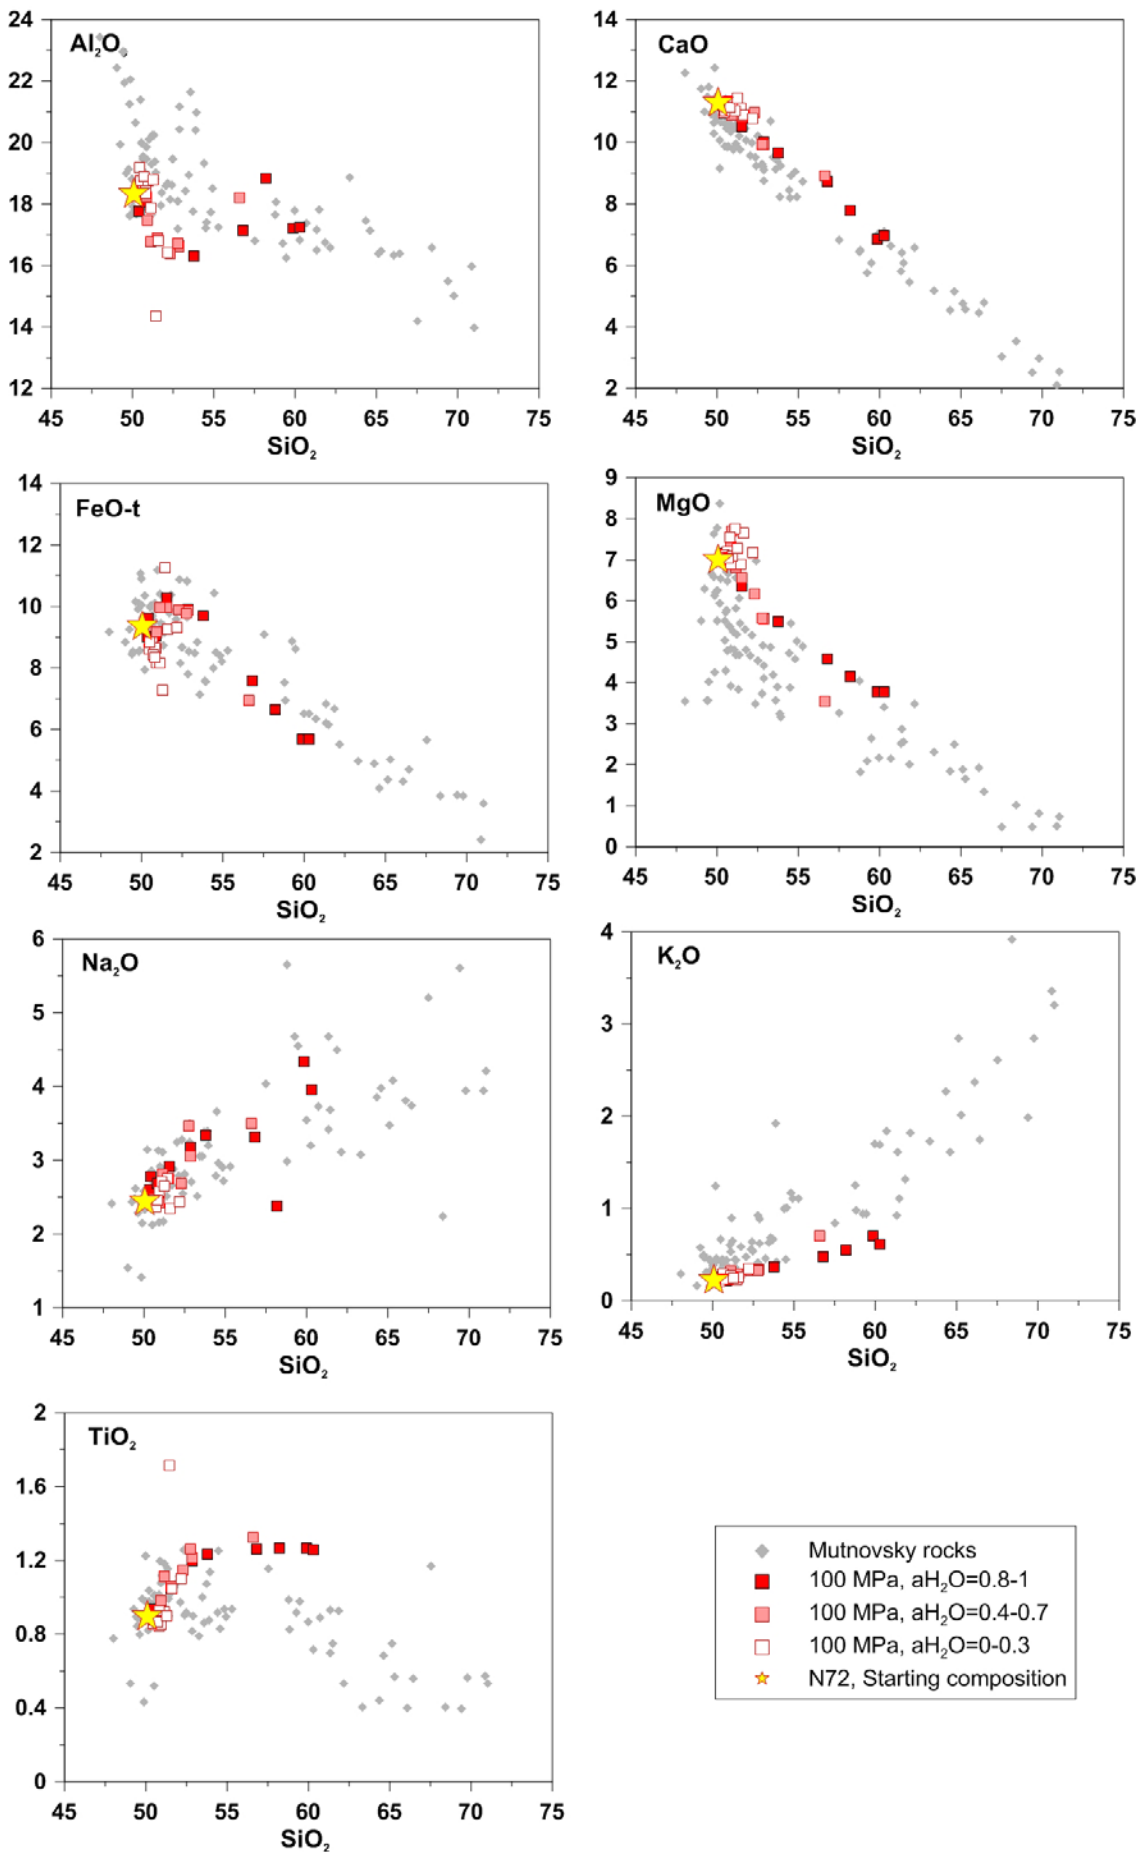 Al₂O₃
24
22
20
18
16
14
12
45 50 55 60 65 70 75
SiO₂
CaO
14
12
10
8
6
4
2
45 50 55 60 65 70 75
SiO₂
FeO-t
14
12
10
8
6
4
2
45 50 55 60 65 70 75
SiO₂
MgO
9
8
7
6
5
4
3
2
1
0
45 50 55 60 65 70 75
SiO₂
Na₂O
6
5
4
3
2
1
45 50 55 60 65 70 75
SiO₂
K₂O
4
3
2
1
0
45 50 55 60 65 70 75
SiO₂
TiO₂
2
1.6
1.2
0.8
0.4
0
45 50 55 60 65 70 75
SiO₂
Mutnovsky rocks
100 MPa, aH₂O=0.8-1
100 MPa, aH₂O=0.4-0.7
100 MPa, aH₂O=0-0.3
N72, Starting composition